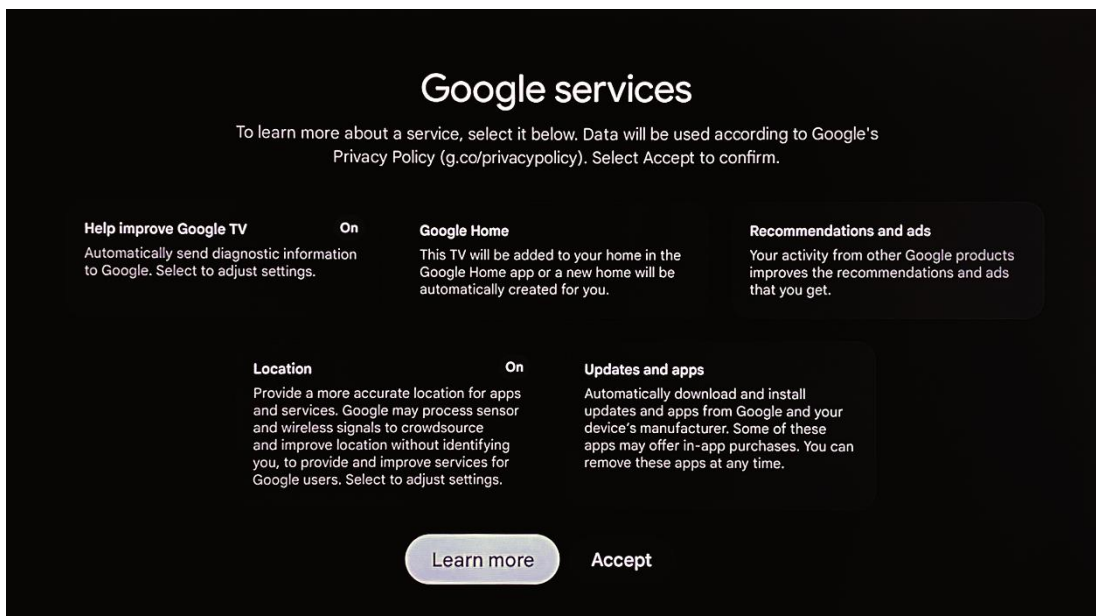 Google services
To learn more about a service, select it below. Data will be used according to Google's
Privacy Policy (g.co/privacypolicy). Select Accept to confirm.
Help improve Google TV On
Automatically send diagnostic information
to Google. Select to adjust settings.
Google Home
This TV will be added to your home in the
Google Home app or a new home will be
automatically created for you.
Recommendations and ads
Your activity from other Google products
improves the recommendations and ads
that you get.
Location On
Provide a more accurate location for apps
and services. Google may process sensor
and wireless signals to crowdsource
and improve location without identifying
you, to provide and improve services for
Google users. Select to adjust settings.
Updates and apps
Automatically download and install
updates and apps from Google and your
device's manufacturer. Some of these
apps may offer in-app purchases. You can
remove these apps at any time.
Learn more
Accept